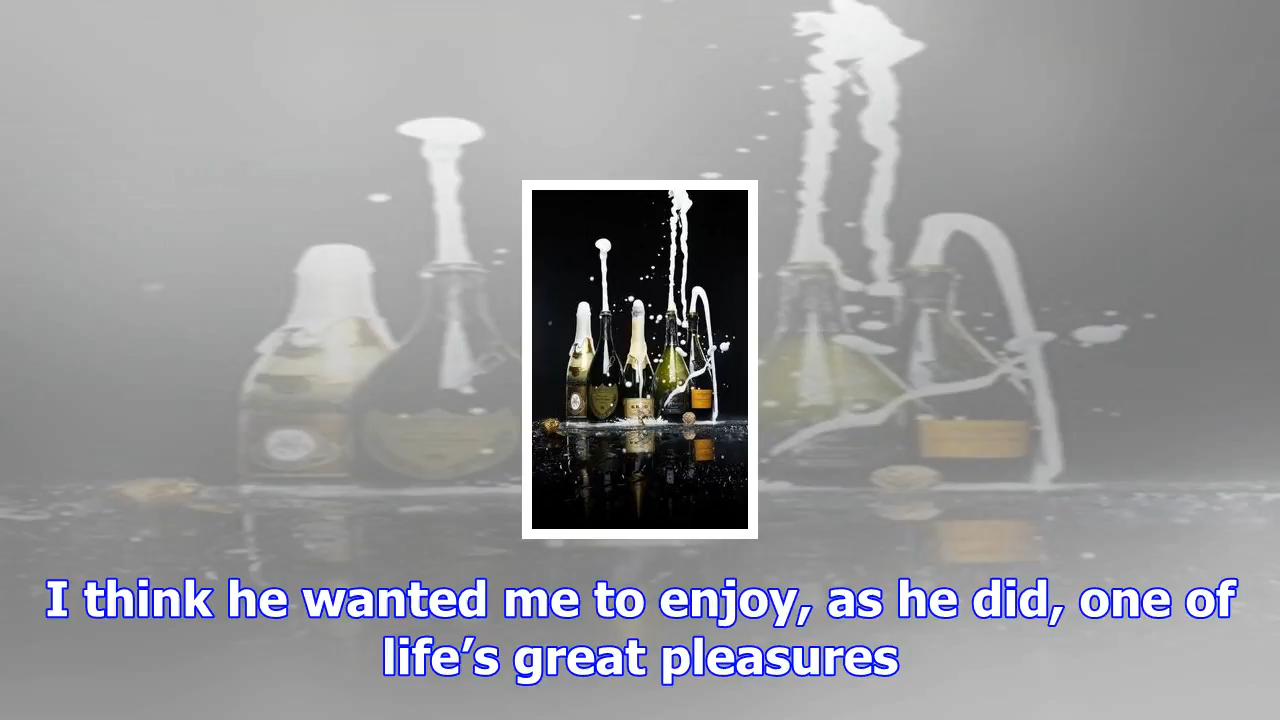 I think he wanted me to enjoy, as he did, one of
life’s great pleasures